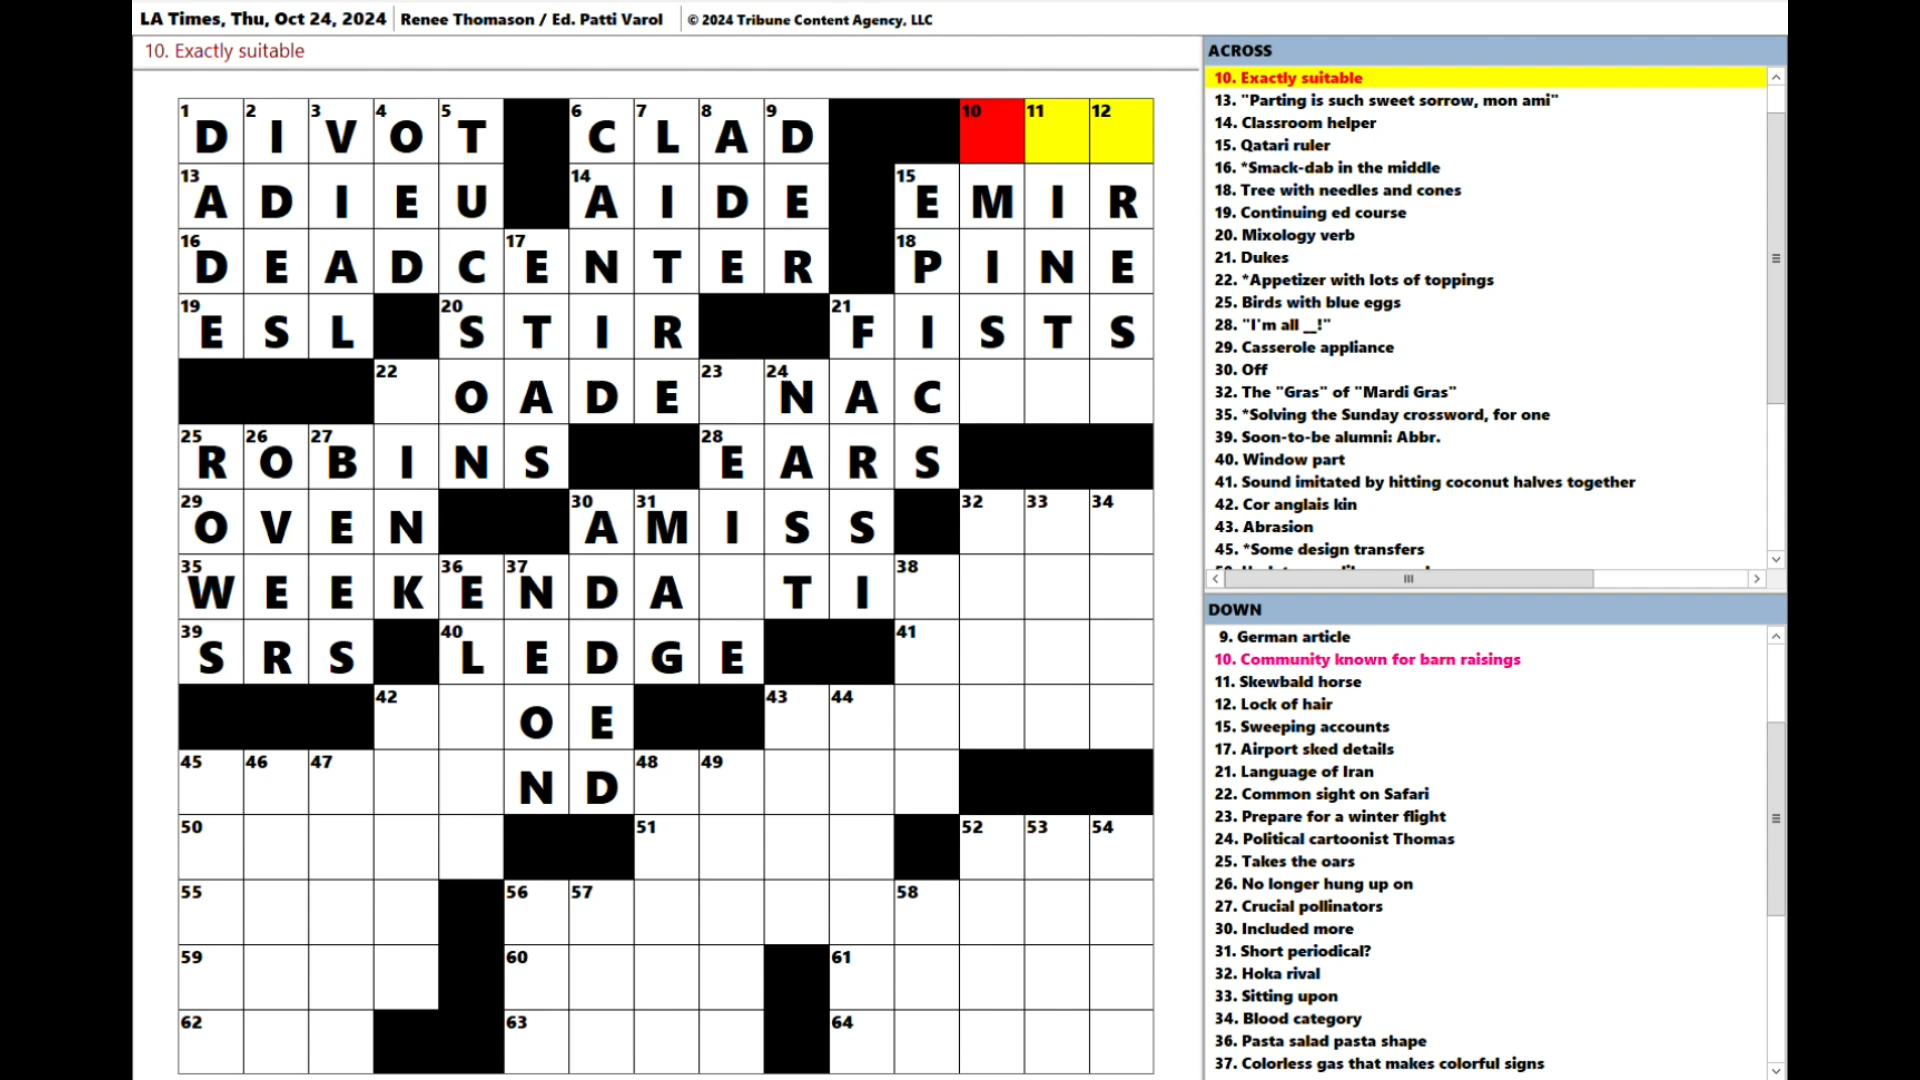 LA Times, Thu, Oct 24, 2024 Renee Thomason / Ed. Patti Varol © 2024 Tribune Content Agency, LLC
10. Exactly suitable
1 D 2 I 3 V 4 O 5 T 6 C 7 L 8 A 9 D 10 11 12
13 A D I E U 14 A I D E 15 E M I R
16 D E A D C 17 E N T E R 18 P I N E
19 E S L 20 S T I R 21 F I S T S
22 O A D E 23 24 N A C
25 R 26 O 27 B I N S 28 E A R S
29 O V E N 30 A 31 M I S S 32 33 34
35 W E E K 36 E 37 N D A T I 38
39 S R S 40 L E D G E 41
42 O E 43 44
45 46 47 N D 48 49
50 51 52 53 54
55 56 57 58
59 60 61
62 63 64
ACROSS
10. Exactly suitable
13. "Parting is such sweet sorrow, mon ami"
14. Classroom helper
15. Qatari ruler
16. *Smack-dab in the middle
18. Tree with needles and cones
19. Continuing ed course
20. Mixology verb
21. Dukes
22. *Appetizer with lots of toppings
25. Birds with blue eggs
28. "I'm all __!"
29. Casserole appliance
30. Off
32. The "Gras" of "Mardi Gras"
35. *Solving the Sunday crossword, for one
39. Soon-to-be alumni: Abbr.
40. Window part
41. Sound imitated by hitting coconut halves together
42. Cor anglais kin
43. Abrasion
45. *Some design transfers
DOWN
9. German article
10. Community known for barn raisings
11. Skewbald horse
12. Lock of hair
15. Sweeping accounts
17. Airport sked details
21. Language of Iran
22. Common sight on Safari
23. Prepare for a winter flight
24. Political cartoonist Thomas
25. Takes the oars
26. No longer hung up on
27. Crucial pollinators
30. Included more
31. Short periodical?
32. Hoka rival
33. Sitting upon
34. Blood category
36. Pasta salad pasta shape
37. Colorless gas that makes colorful signs